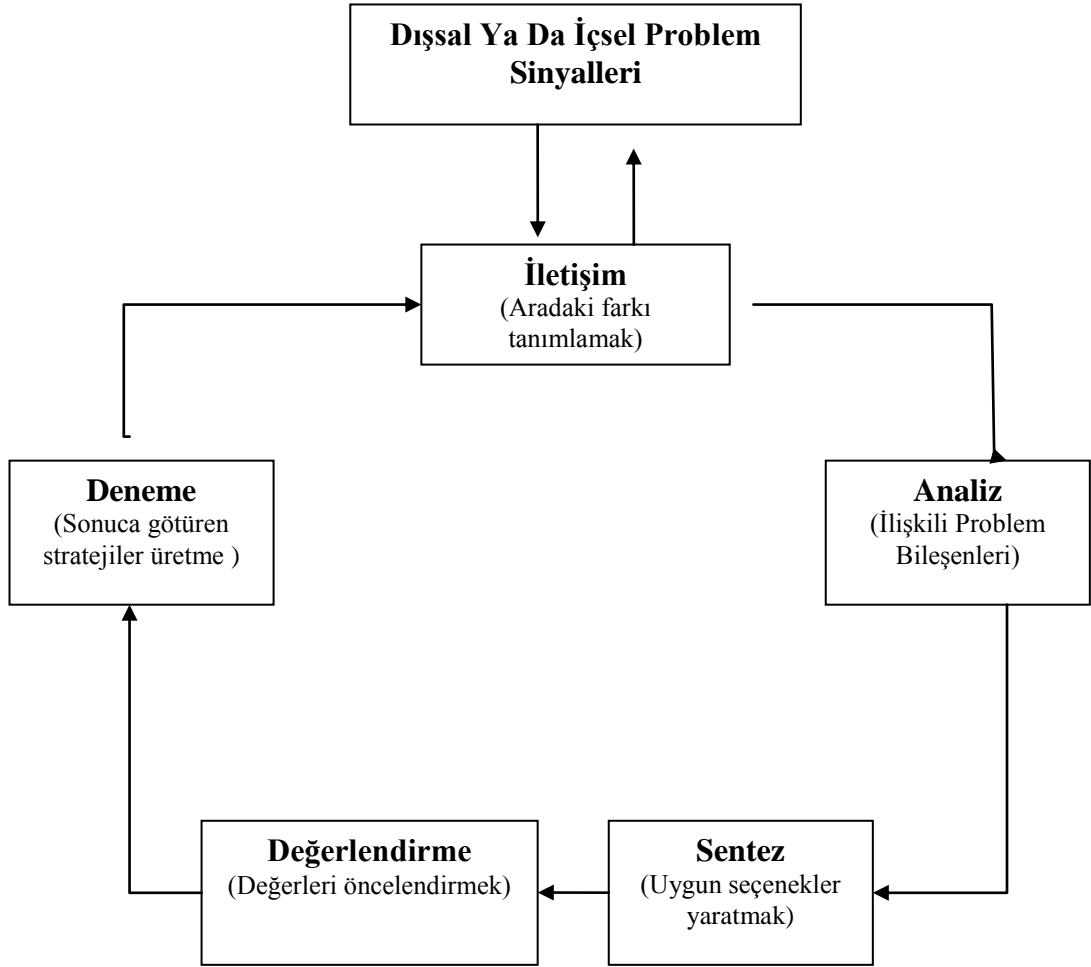 Dışsal Ya Da İçsel Problem
Sinyalleri
İletişim
(Aradaki farkı
tanımlamak)
Deneme
(Sonuca götüren
stratejiler üretme )
Analiz
(İlişkili Problem
Bileşenleri)
Değerlendirme
(Değerleri öncelendirmek)
Sentez
(Uygun seçenekler
yaratmak)